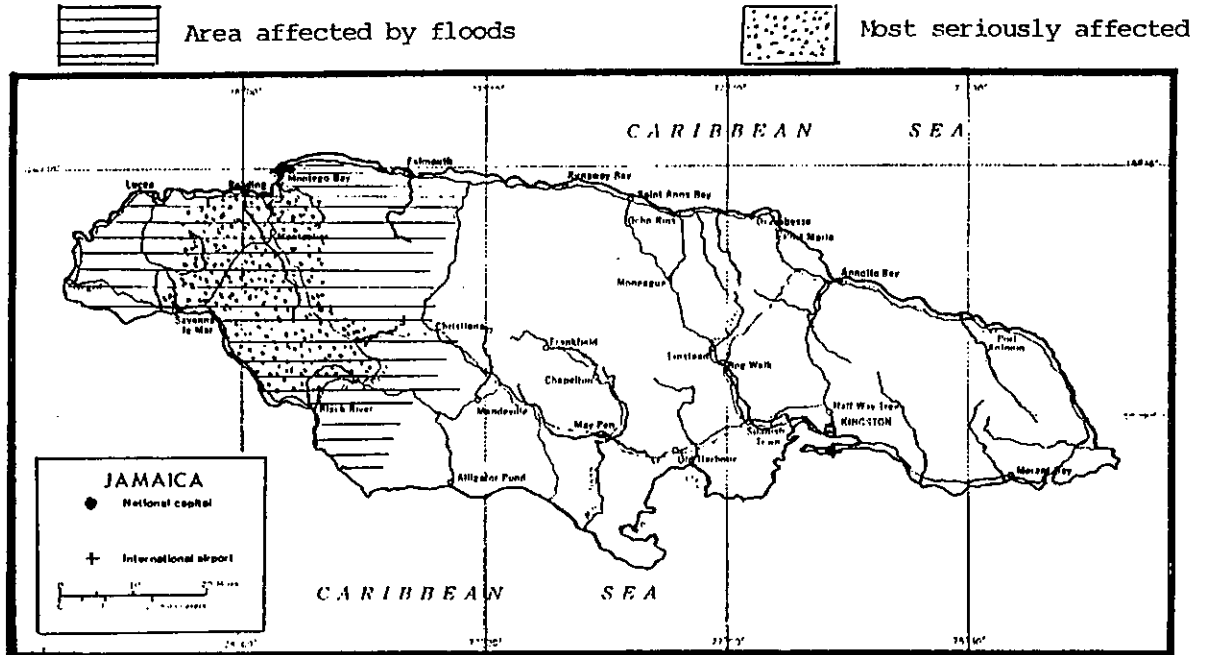 Area affected by floods
Most seriously affected
CARIBBEAN SEA
Falmouth
Montego Bay
Runaway Bay
Lucea
Saint Anns Bay
Ocho Rios
Port Maria
Montpelier
Annotto Bay
Moneague
Savanna
la Mar
Christiana
Port
Antonio
Frankfield
Linstead
Bog Walk
Chapelton
Black River
Mandeville
Half Way Tree
KINGSTON
May Pen
Spanish
Town
Old Harbour
Morant Bay
Alligator Pond
JAMAICA
National capital
International airport
CARIBBEAN SEA